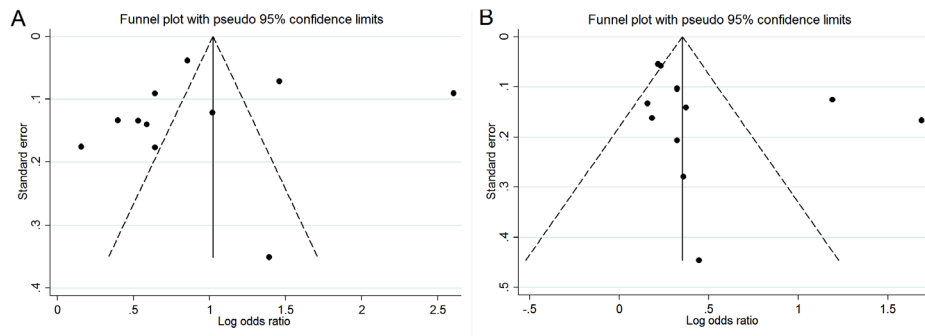 A
Funnel plot with pseudo 95% confidence limits
Standard error
0
.1
.2
.3
.4
0
.5
1
1.5
2
2.5
Log odds ratio
B
Funnel plot with pseudo 95% confidence limits
Standard error
0
.1
.2
.3
.4
.5
-.5
0
.5
1
1.5
Log odds ratio